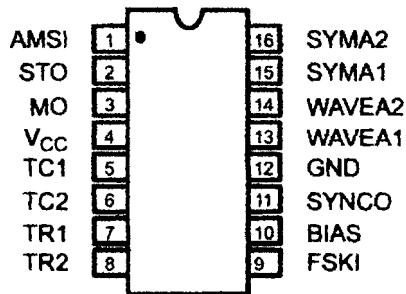 AMSI 1 16 SYMA2
STO 2 15 SYMA1
MO 3 14 WAVEA2
VCC 4 13 WAVEA1
TC1 5 12 GND
TC2 6 11 SYNCO
TR1 7 10 BIAS
TR2 8 9 FSKI